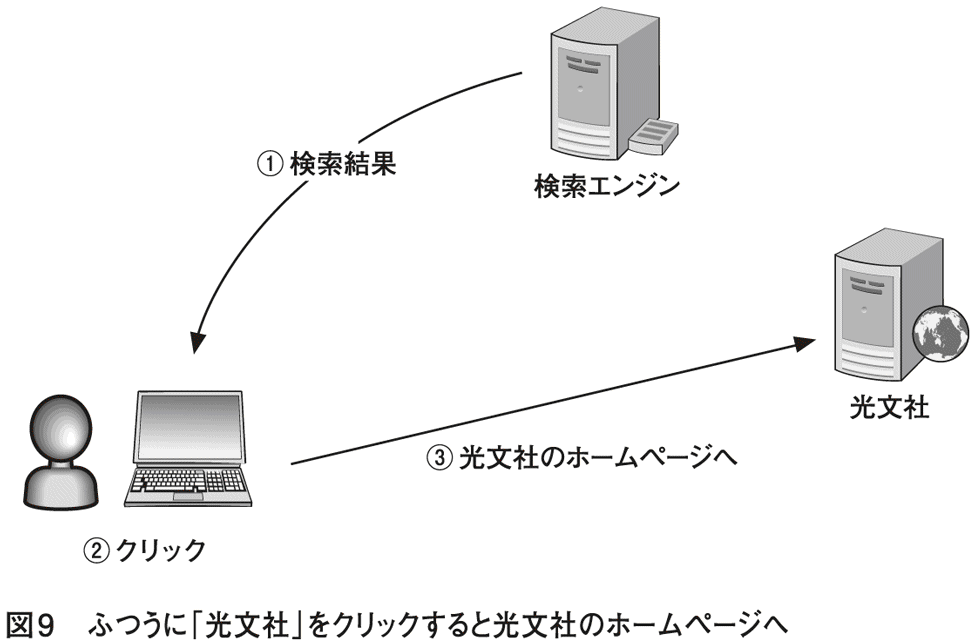 検索エンジン
① 検索結果
光文社
③ 光文社のホームページへ
② クリック
図9　ふつうに「光文社」をクリックすると光文社のホームページへ